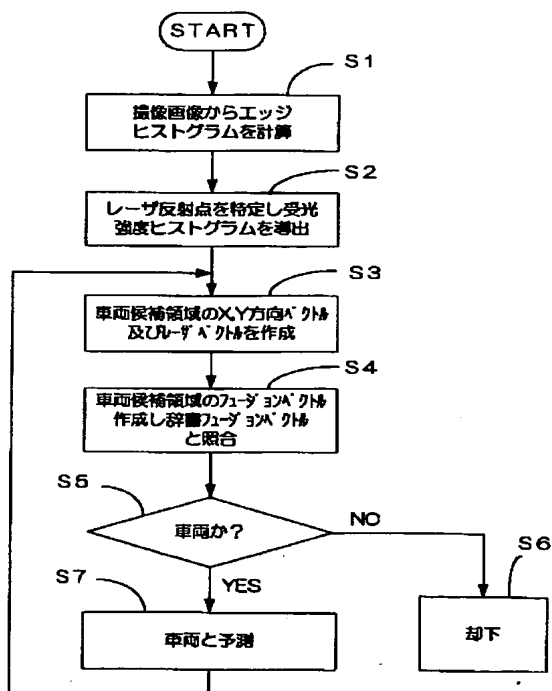 START
S1
撮像画像からエッジ
ヒストグラムを計算
S2
レーザ反射点を特定し受光
強度ヒストグラムを導出
S3
車両候補領域のX,Y方向ﾍﾞｸﾄﾙ
及びﾚｰｻﾞﾍﾞｸﾄﾙを作成
S4
車両候補領域のﾌｭｰｼﾞｮﾝﾍﾞｸﾄﾙ
作成し辞書ﾌｭｰｼﾞｮﾝﾍﾞｸﾄﾙ
と照合
S5
車両か?
NO
S6
却下
YES
S7
車両と予測